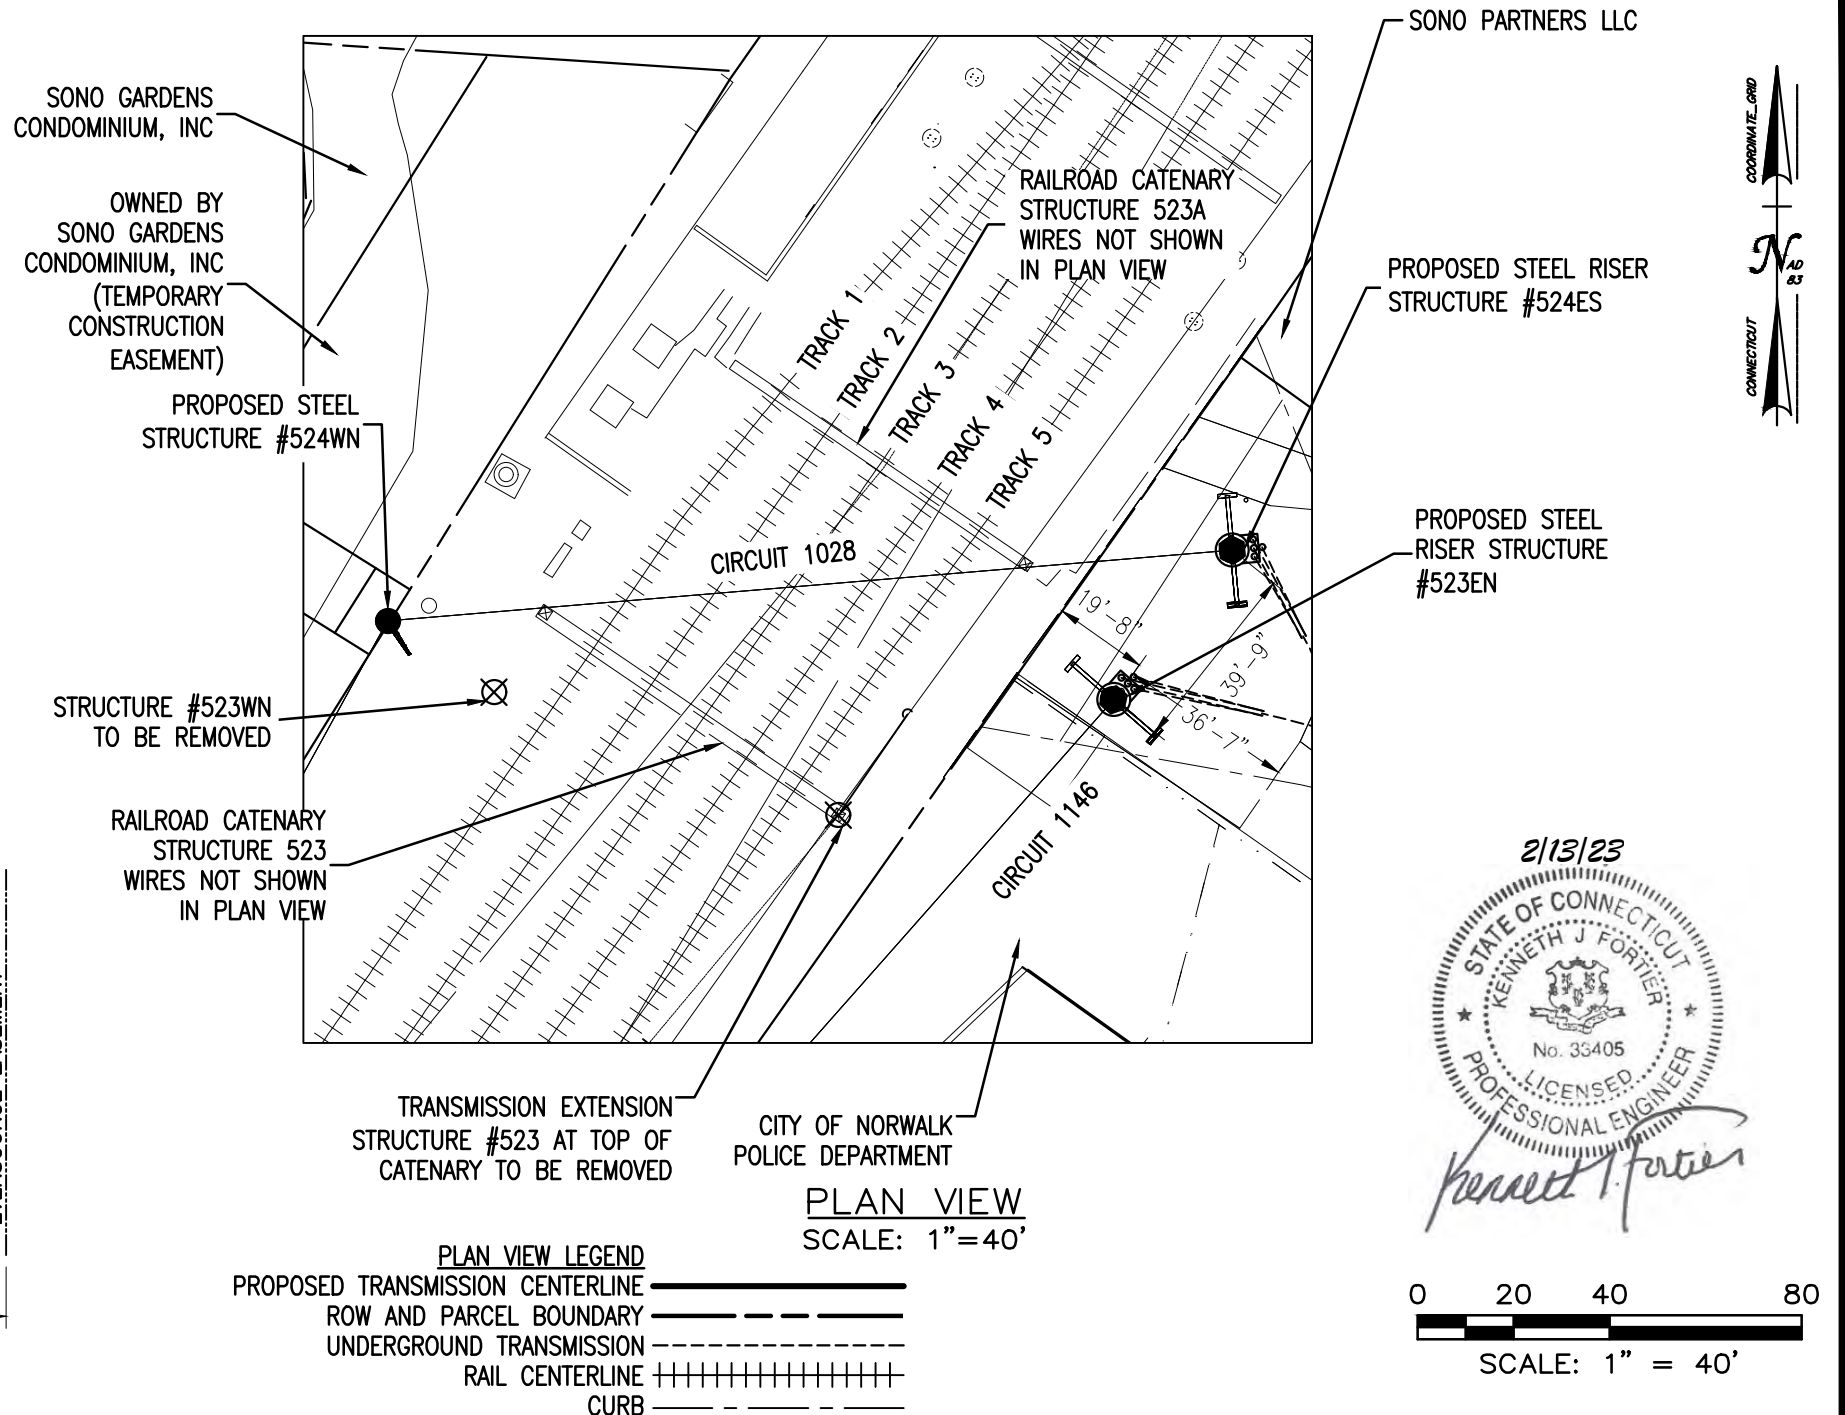 SONO PARTNERS LLC
SONO GARDENS
CONDOMINIUM, INC
OWNED BY
SONO GARDENS
CONDOMINIUM, INC
(TEMPORARY
CONSTRUCTION
EASEMENT)
PROPOSED STEEL
STRUCTURE #524WN
STRUCTURE #523WN
TO BE REMOVED
RAILROAD CATENARY
STRUCTURE 523
WIRES NOT SHOWN
IN PLAN VIEW
RAILROAD CATENARY
STRUCTURE 523A
WIRES NOT SHOWN
IN PLAN VIEW
TRACK 1
TRACK 2
TRACK 3
TRACK 4
TRACK 5
CIRCUIT 1028
CIRCUIT 1146
19'-8"
39'-9"
36'-7"
PROPOSED STEEL RISER
STRUCTURE #524ES
PROPOSED STEEL
RISER STRUCTURE
#523EN
COORDINATE_GRID
N
AD
83
CONNECTICUT
TRANSMISSION EXTENSION
STRUCTURE #523 AT TOP OF
CATENARY TO BE REMOVED
CITY OF NORWALK
POLICE DEPARTMENT
PLAN VIEW
SCALE: 1"=40'
PLAN VIEW LEGEND
PROPOSED TRANSMISSION CENTERLINE
ROW AND PARCEL BOUNDARY
UNDERGROUND TRANSMISSION
RAIL CENTERLINE
CURB
2/13/23
STATE OF CONNECTICUT
KENNETH J FORTIER
No. 33405
LICENSED
PROFESSIONAL ENGINEER
Kenneth J. Fortier
0 20 40 80
SCALE: 1" = 40'